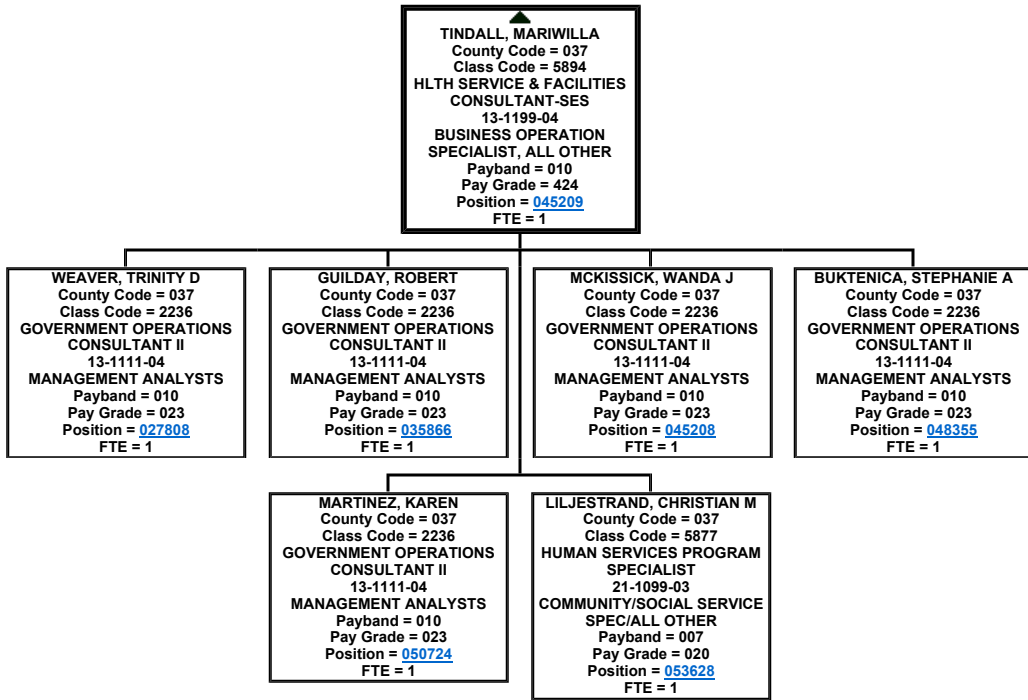 TINDALL, MARIWILLA
County Code = 037
Class Code = 5894
HLTH SERVICE & FACILITIES
CONSULTANT-SES
13-1199-04
BUSINESS OPERATION
SPECIALIST, ALL OTHER
Payband = 010
Pay Grade = 424
Position = 045209
FTE = 1
WEAVER, TRINITY D
County Code = 037
Class Code = 2236
GOVERNMENT OPERATIONS
CONSULTANT II
13-1111-04
MANAGEMENT ANALYSTS
Payband = 010
Pay Grade = 023
Position = 027808
FTE = 1
GUILDAY, ROBERT
County Code = 037
Class Code = 2236
GOVERNMENT OPERATIONS
CONSULTANT II
13-1111-04
MANAGEMENT ANALYSTS
Payband = 010
Pay Grade = 023
Position = 035866
FTE = 1
MCKISSICK, WANDA J
County Code = 037
Class Code = 2236
GOVERNMENT OPERATIONS
CONSULTANT II
13-1111-04
MANAGEMENT ANALYSTS
Payband = 010
Pay Grade = 023
Position = 045208
FTE = 1
BUKTENICA, STEPHANIE A
County Code = 037
Class Code = 2236
GOVERNMENT OPERATIONS
CONSULTANT II
13-1111-04
MANAGEMENT ANALYSTS
Payband = 010
Pay Grade = 023
Position = 048355
FTE = 1
MARTINEZ, KAREN
County Code = 037
Class Code = 2236
GOVERNMENT OPERATIONS
CONSULTANT II
13-1111-04
MANAGEMENT ANALYSTS
Payband = 010
Pay Grade = 023
Position = 050724
FTE = 1
LILJESTRAND, CHRISTIAN M
County Code = 037
Class Code = 5877
HUMAN SERVICES PROGRAM
SPECIALIST
21-1099-03
COMMUNITY/SOCIAL SERVICE
SPEC/ALL OTHER
Payband = 007
Pay Grade = 020
Position = 053628
FTE = 1